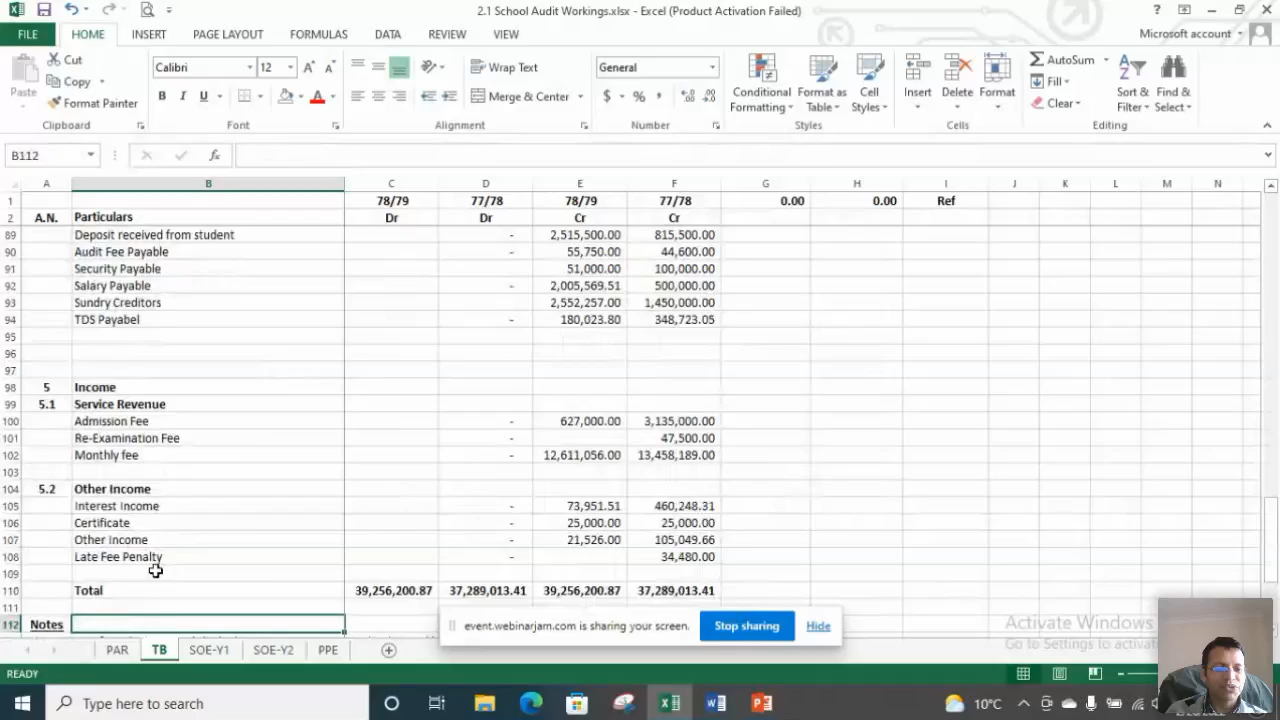 2.1 School Audit Workings.xlsx - Excel (Product Activation Failed)
FILE HOME INSERT PAGE LAYOUT FORMULAS DATA REVIEW VIEW Microsoft account
Cut
Copy
Format Painter
Paste
Clipboard
Calibri 12
B I U
Font
Wrap Text
Merge & Center
Alignment
General
$ % ,
Number
Conditional Formatting
Format as Table
Cell Styles
Styles
Insert Delete Format
Cells
AutoSum
Fill
Clear
Sort & Filter
Find & Select
Editing
B112 fx
A B C D E F G H I J K L M N
1 78/79 77/78 78/79 77/78 0.00 0.00 Ref
2 A.N. Particulars Dr Dr Cr Cr
89 Deposit received from student - 2,515,500.00 815,500.00
90 Audit Fee Payable - 55,750.00 44,600.00
91 Security Payable 51,000.00 100,000.00
92 Salary Payable - 2,005,569.51 500,000.00
93 Sundry Creditors 2,552,257.00 1,450,000.00
94 TDS Payabel - 180,023.80 348,723.05
95
96
97
98 5 Income
99 5.1 Service Revenue
100 Admission Fee - 627,000.00 3,135,000.00
101 Re-Examination Fee - 47,500.00
102 Monthly fee - 12,611,056.00 13,458,189.00
103
104 5.2 Other Income
105 Interest Income - 73,951.51 460,248.31
106 Certificate - 25,000.00 25,000.00
107 Other Income - 21,526.00 105,049.66
108 Late Fee Penalty - 34,480.00
109
110 Total 39,256,200.87 37,289,013.41 39,256,200.87 37,289,013.41
111
112 Notes
event.webinarjam.com is sharing your screen. Stop sharing Hide
Activate Windows
Go to Settings to activate
PAR TB SOE-Y1 SOE-Y2 PPE
READY
Type here to search
10°C